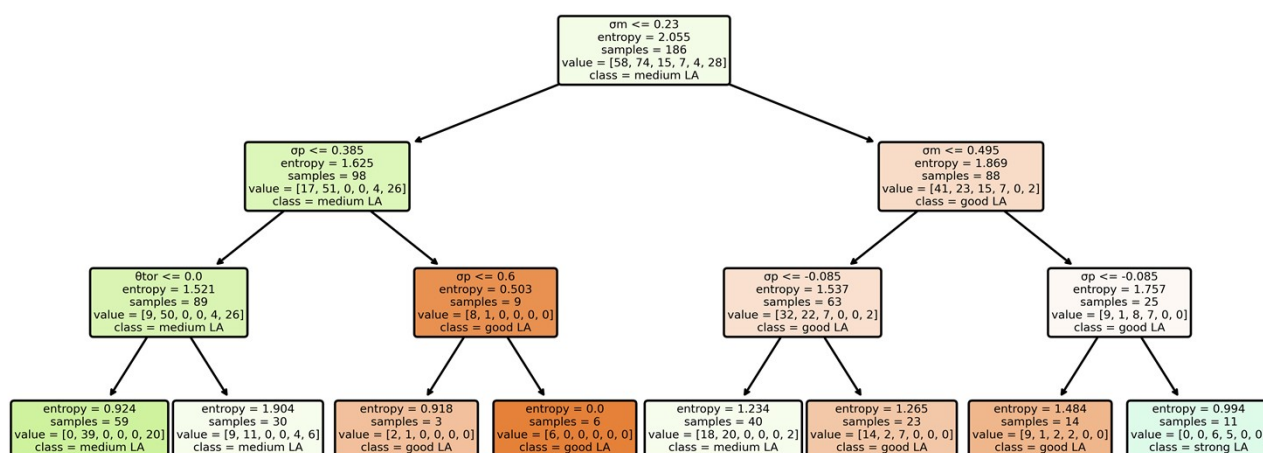 σm <= 0.23
entropy = 2.055
samples = 186
value = [58, 74, 15, 7, 4, 28]
class = medium LA
σp <= 0.385
entropy = 1.625
samples = 98
value = [17, 51, 0, 0, 4, 26]
class = medium LA
σm <= 0.495
entropy = 1.869
samples = 88
value = [41, 23, 15, 7, 0, 2]
class = good LA
θtor <= 0.0
entropy = 1.521
samples = 89
value = [9, 50, 0, 0, 4, 26]
class = medium LA
σp <= 0.6
entropy = 0.503
samples = 9
value = [8, 1, 0, 0, 0, 0]
class = good LA
σp <= -0.085
entropy = 1.537
samples = 63
value = [32, 22, 7, 0, 0, 2]
class = good LA
σp <= -0.085
entropy = 1.757
samples = 25
value = [9, 1, 8, 7, 0, 0]
class = good LA
entropy = 0.924
samples = 59
value = [0, 39, 0, 0, 0, 20]
class = medium LA
entropy = 1.904
samples = 30
value = [9, 11, 0, 0, 4, 6]
class = medium LA
entropy = 0.918
samples = 3
value = [2, 1, 0, 0, 0, 0]
class = good LA
entropy = 0.0
samples = 6
value = [6, 0, 0, 0, 0, 0]
class = good LA
entropy = 1.234
samples = 40
value = [18, 20, 0, 0, 0, 2]
class = medium LA
entropy = 1.265
samples = 23
value = [14, 2, 7, 0, 0, 0]
class = good LA
entropy = 1.484
samples = 14
value = [9, 1, 2, 2, 0, 0]
class = good LA
entropy = 0.994
samples = 11
value = [0, 0, 6, 5, 0, 0]
class = strong LA